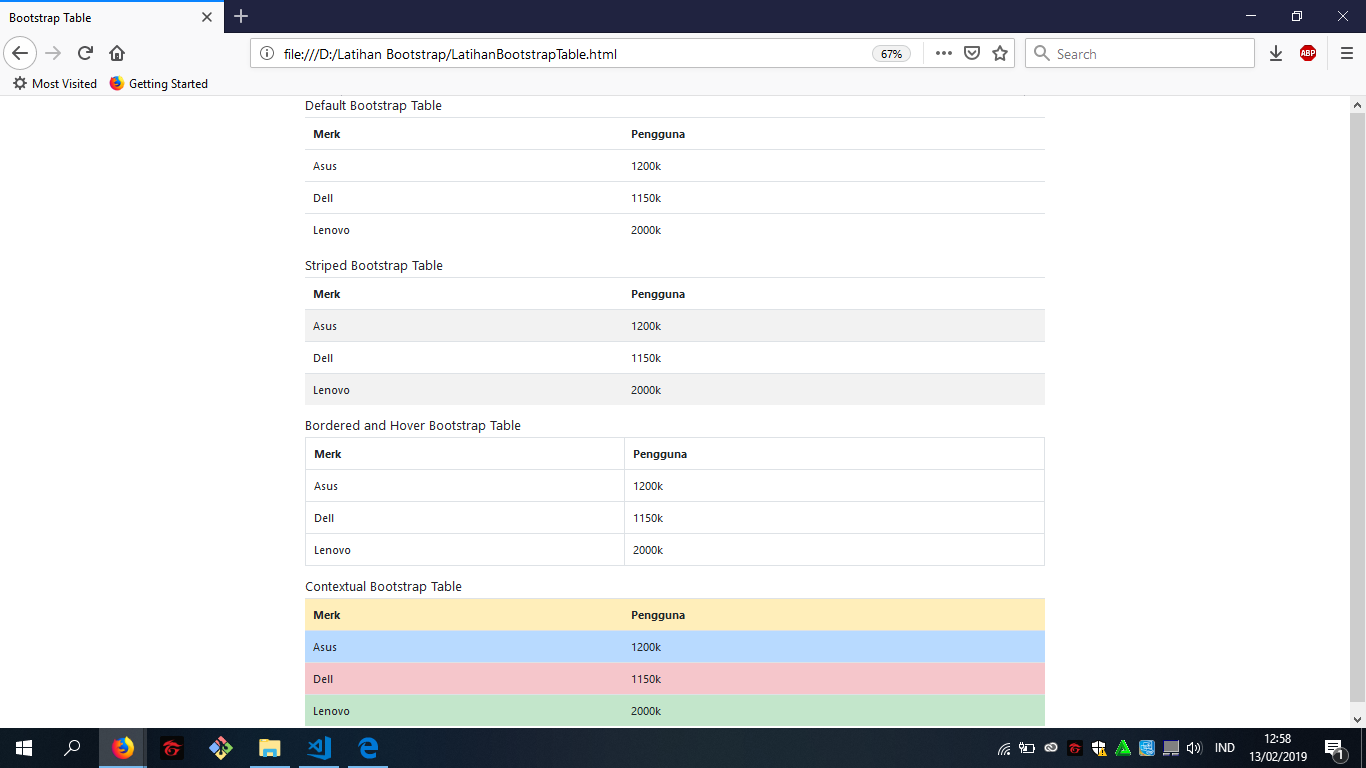 Bootstrap Table
file:///D:/Latihan Bootstrap/LatihanBootstrapTable.html 67% Search ABP
Most Visited Getting Started
Default Bootstrap Table
Merk Pengguna
Asus 1200k
Dell 1150k
Lenovo 2000k
Striped Bootstrap Table
Merk Pengguna
Asus 1200k
Dell 1150k
Lenovo 2000k
Bordered and Hover Bootstrap Table
Merk Pengguna
Asus 1200k
Dell 1150k
Lenovo 2000k
Contextual Bootstrap Table
Merk Pengguna
Asus 1200k
Dell 1150k
Lenovo 2000k
IND 12:58
13/02/2019 1